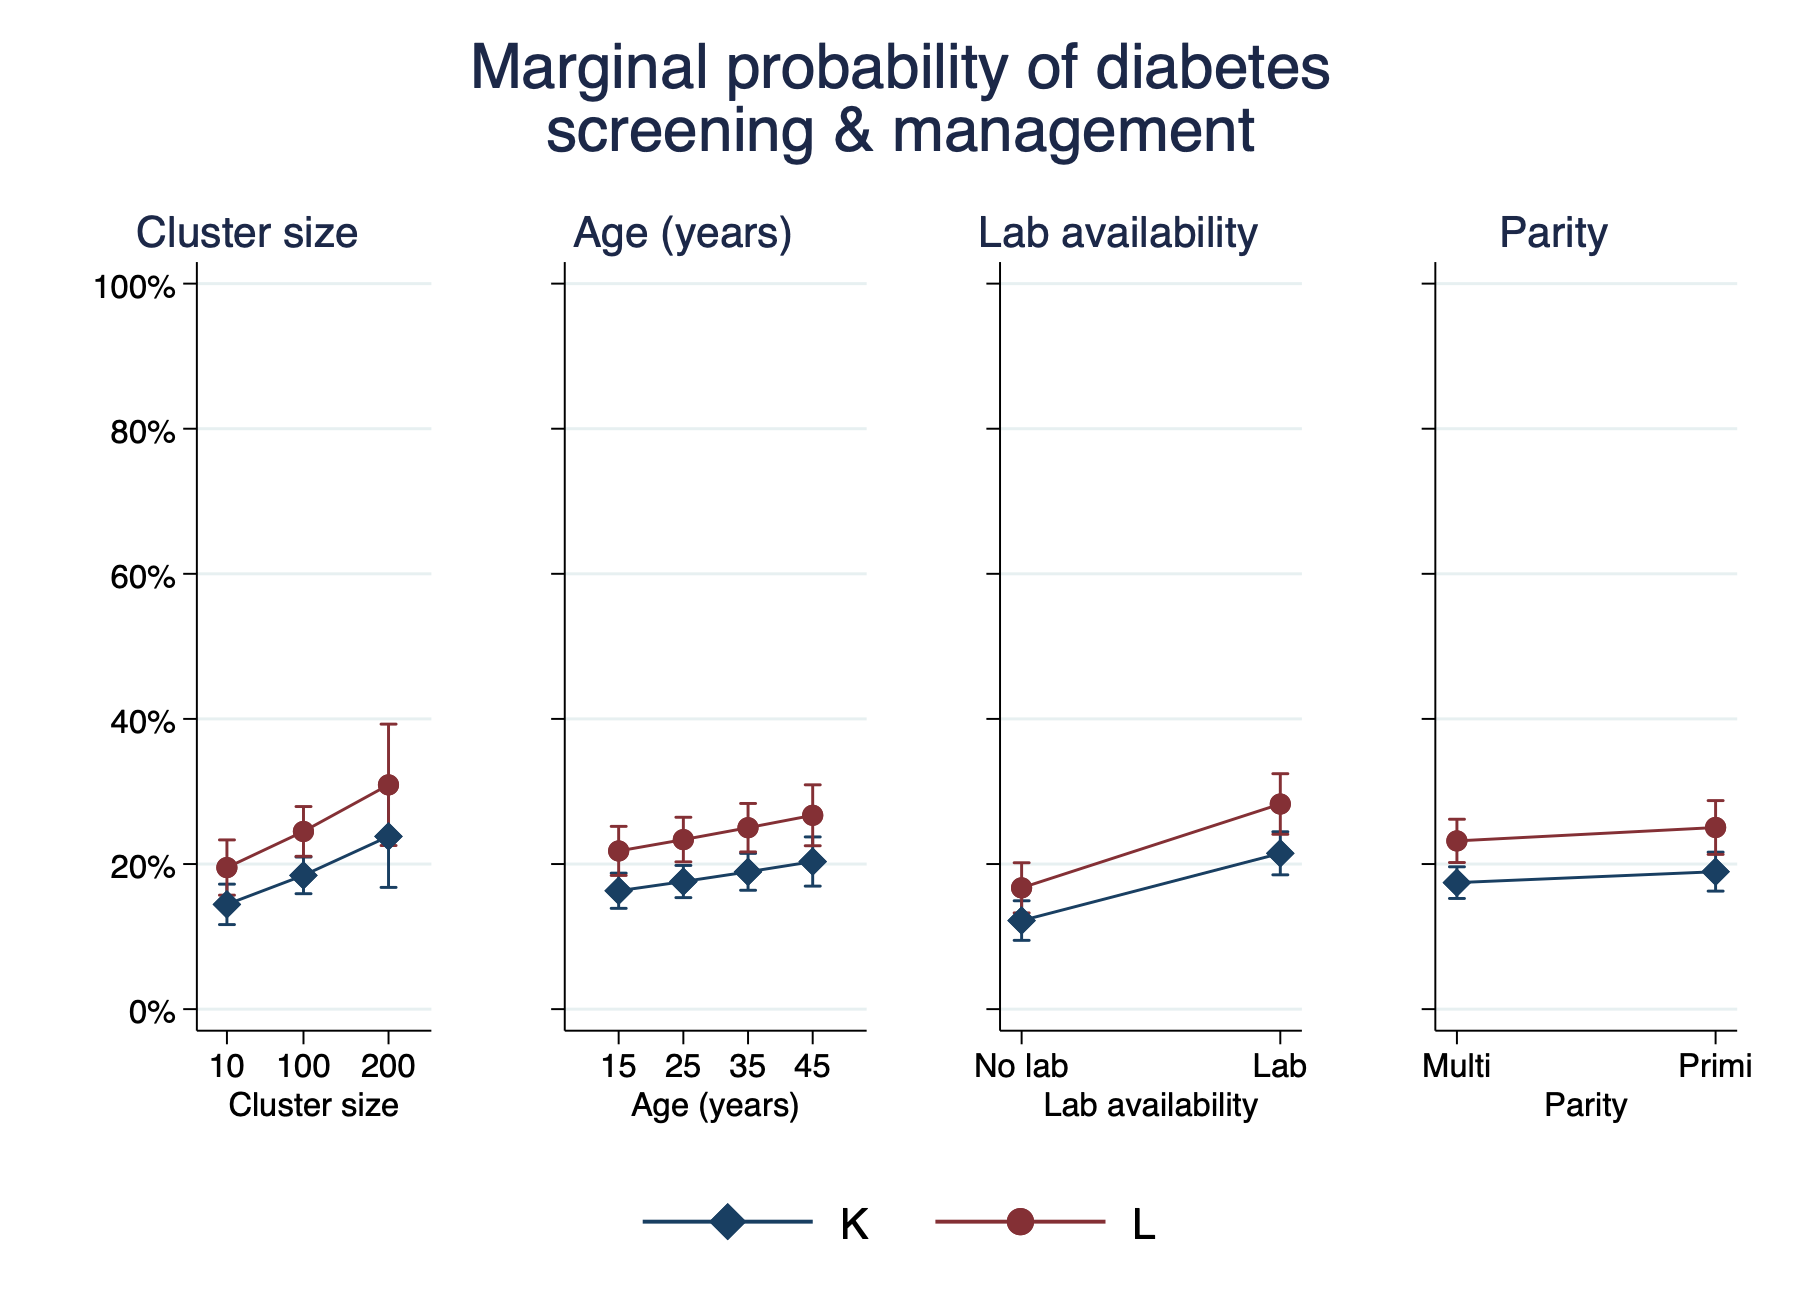 Marginal probability of diabetes
screening & management
Cluster size
Age (years)
Lab availability
Parity
100%
80%
60%
40%
20%
0%
10 100 200
15 25 35 45
No lab Lab
Multi Primi
Cluster size
Age (years)
Lab availability
Parity
K
L